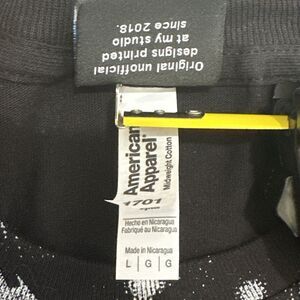 Original unofficial
designs printed
at my studio
since 2018.
American
Apparel
Midweight Cotton
1701
Hecho en Nicaragua
Fabriqué au Nicaragua
Made in Nicaragua
L | G | G